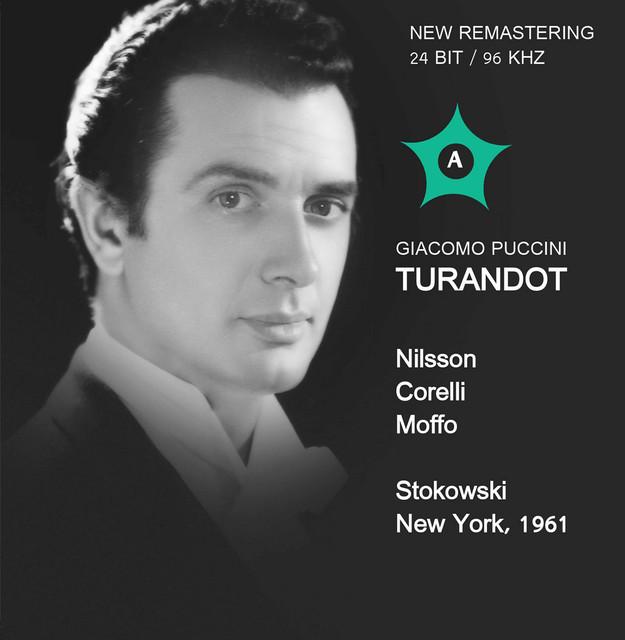 NEW REMASTERING
24 BIT / 96 KHZ
A
GIACOMO PUCCINI
TURANDOT
Nilsson
Corelli
Moffo
Stokowski
New York, 1961